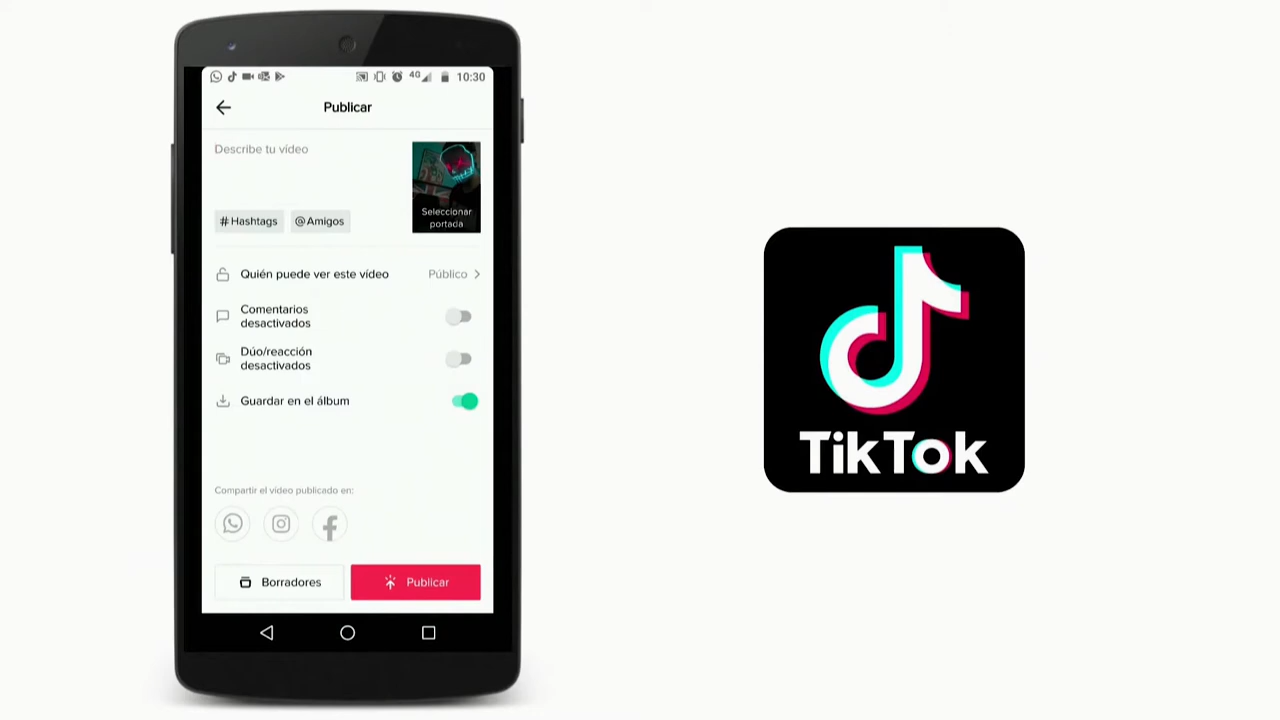 4G 10:30
Publicar
Describe tu vídeo
Seleccionar
portada
#Hashtags @Amigos
Quién puede ver este vídeo Público
Comentarios
desactivados
Dúo/reacción
desactivados
Guardar en el álbum
Compartir el vídeo publicado en:
Borradores Publicar
TikTok